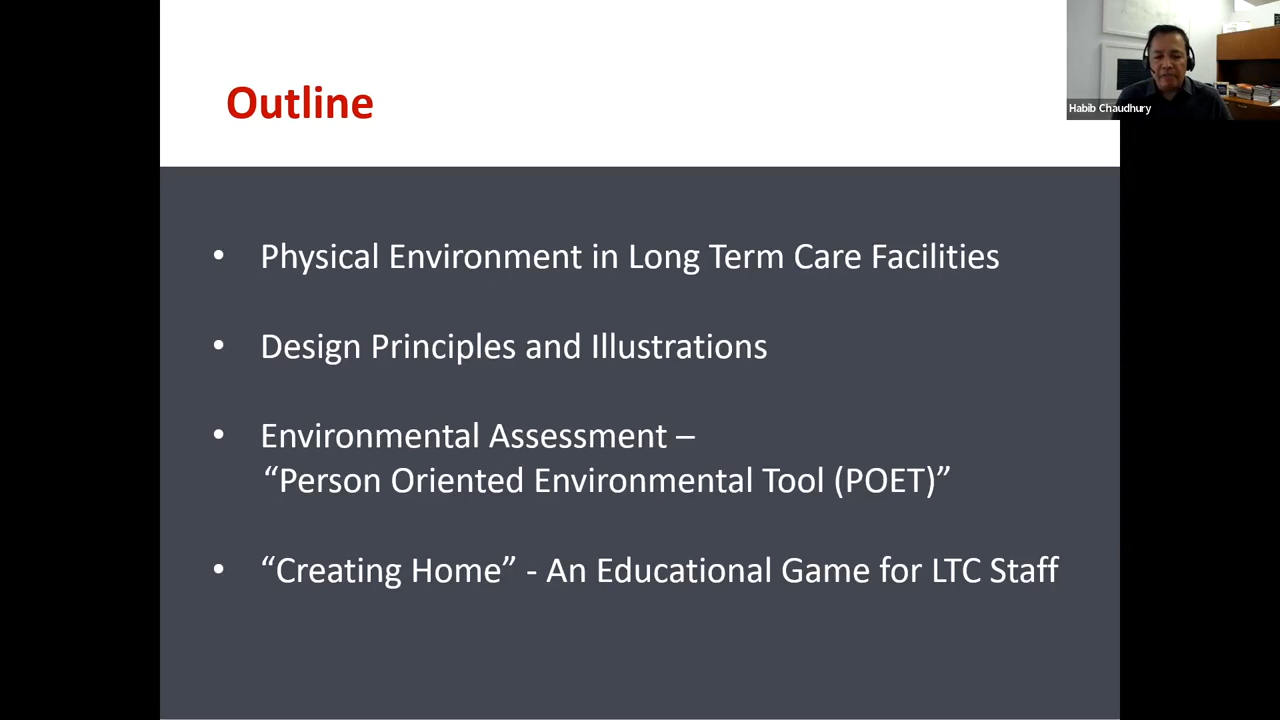 Outline
Habib Chaudhury
• Physical Environment in Long Term Care Facilities
• Design Principles and Illustrations
• Environmental Assessment –
“Person Oriented Environmental Tool (POET)”
• “Creating Home” - An Educational Game for LTC Staff